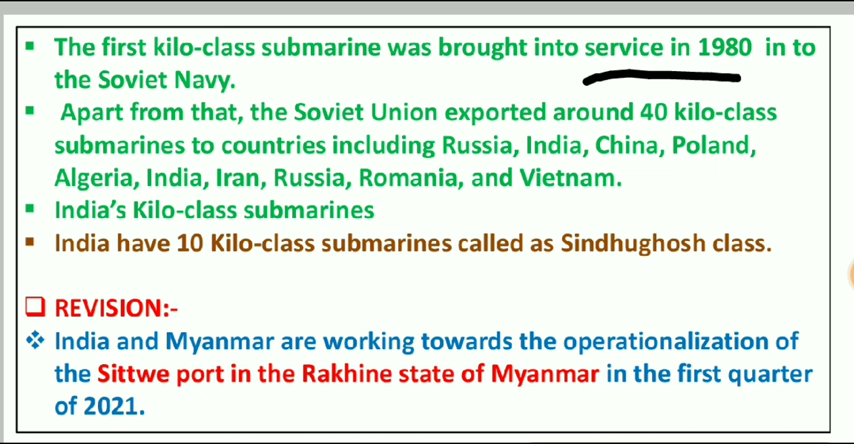 The first kilo-class submarine was brought into service in 1980 in to
the Soviet Navy.
Apart from that, the Soviet Union exported around 40 kilo-class
submarines to countries including Russia, India, China, Poland,
Algeria, India, Iran, Russia, Romania, and Vietnam.
India's Kilo-class submarines
India have 10 Kilo-class submarines called as Sindhughosh class.
REVISION:-
India and Myanmar are working towards the operationalization of
the Sittwe port in the Rakhine state of Myanmar in the first quarter
of 2021.